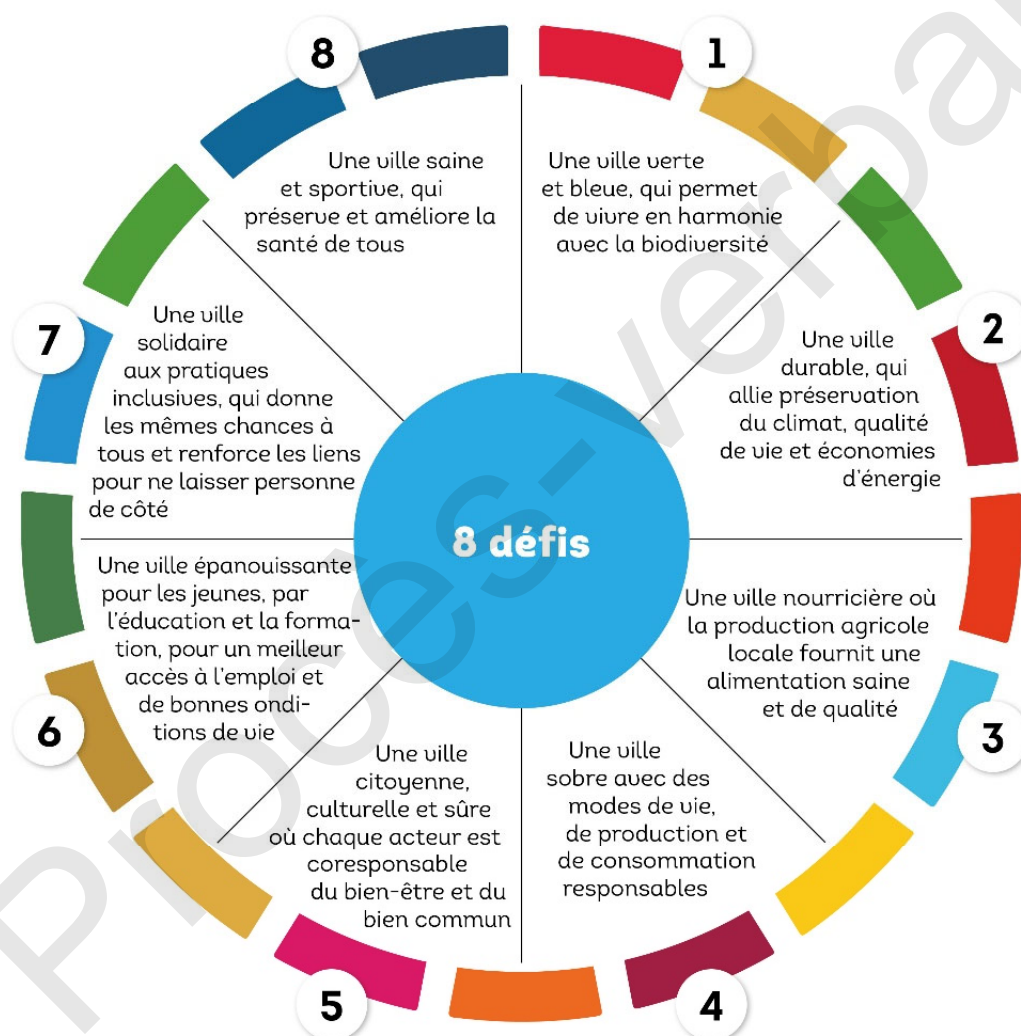 8 défis
1
Une ville verte
et bleue, qui permet
de vivre en harmonie
avec la biodiversité
2
Une ville
durable, qui
allie préservation
du climat, qualité
de vie et économies
d'énergie
3
Une ville nourricière où
la production agricole
locale fournit une
alimentation saine
et de qualité
4
Une ville
sobre avec des
modes de vie,
de production et
de consommation
responsables
5
Une ville
citoyenne,
culturelle et sûre
où chaque acteur est
coresponsable
du bien-être et du
bien commun
6
Une ville épanouissante
pour les jeunes, par
l'éducation et la forma-
tion, pour un meilleur
accès à l'emploi et
de bonnes ondi-
tions de vie
7
Une ville
solidaire
aux pratiques
inclusives, qui donne
les mêmes chances à
tous et renforce les liens
pour ne laisser personne
de côté
8
Une ville saine
et sportive, qui
préserve et améliore la
santé de tous